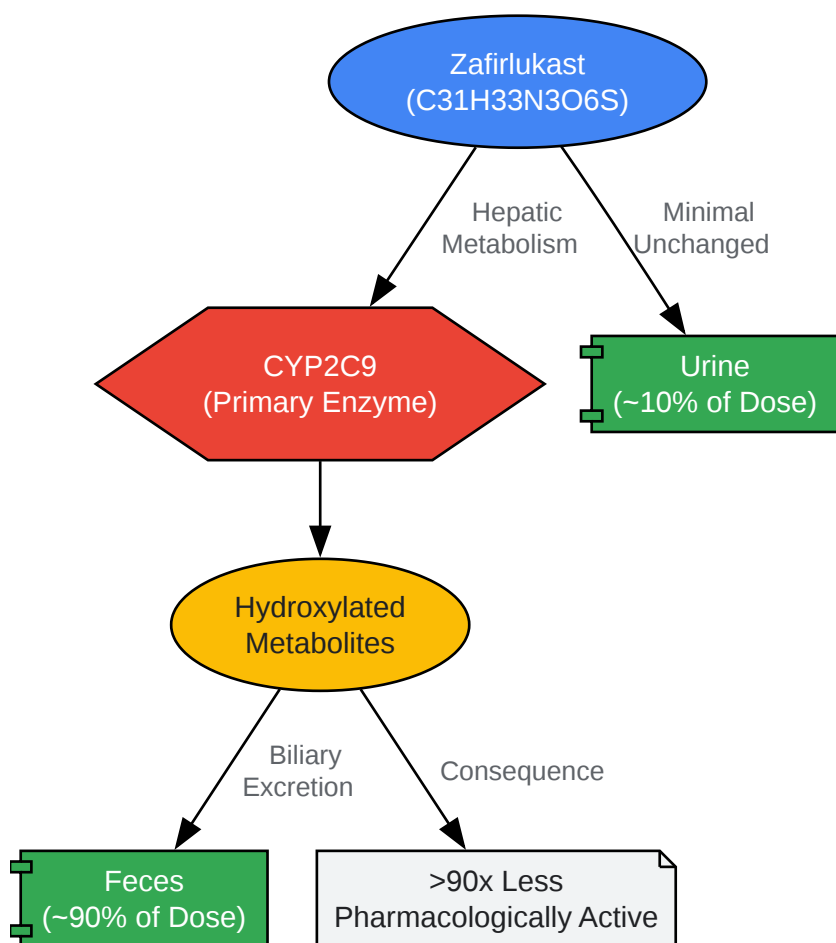 Zafirlukast
(C31H33N3O6S)
Hepatic
Metabolism
Minimal
Unchanged
CYP2C9
(Primary Enzyme)
Urine
(~10% of Dose)
Hydroxylated
Metabolites
Biliary
Excretion
Consequence
Feces
(~90% of Dose)
>90x Less
Pharmacologically Active